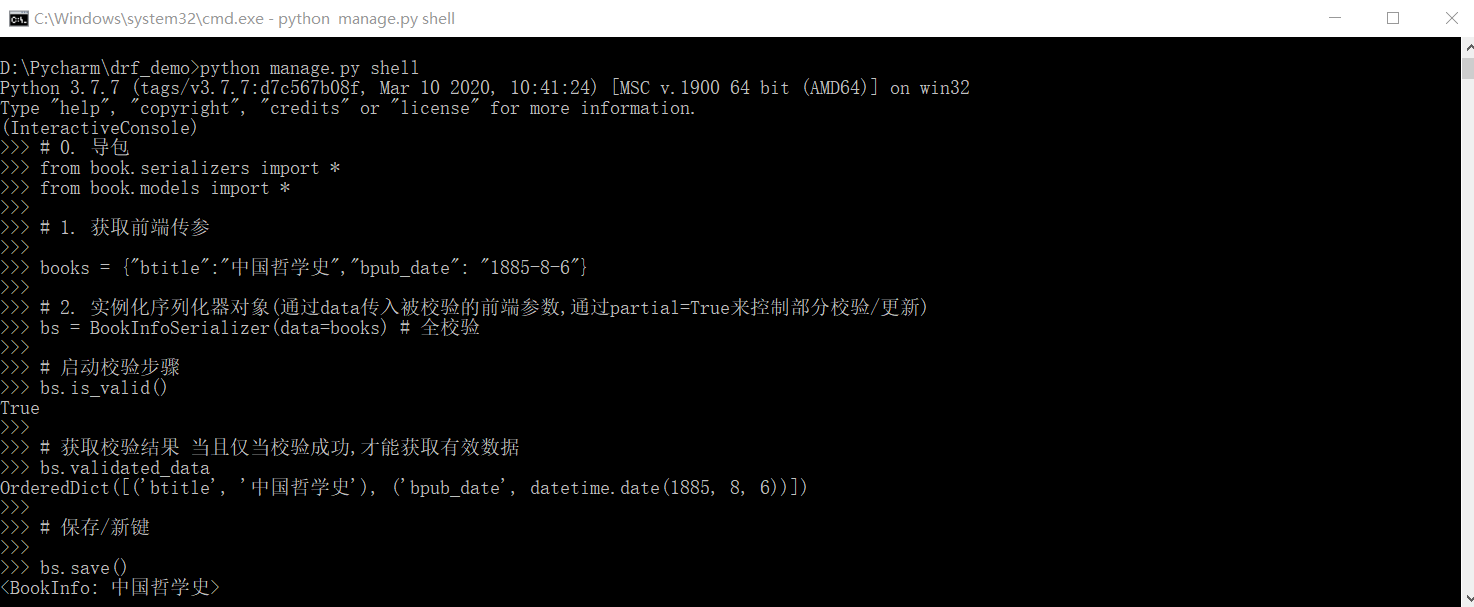 C:\Windows\system32\cmd.exe - python  manage.py shell
D:\Pycharm\drf_demo>python manage.py shell
Python 3.7.7 (tags/v3.7.7:d7c567b08f, Mar 10 2020, 10:41:24) [MSC v.1900 64 bit (AMD64)] on win32
Type "help", "copyright", "credits" or "license" for more information.
(InteractiveConsole)
>>> # 0. 导包
>>> from book.serializers import *
>>> from book.models import *
>>>
>>> # 1. 获取前端传参
>>>
>>> books = {"btitle":"中国哲学史","bpub_date": "1885-8-6"}
>>>
>>> # 2. 实例化序列化器对象(通过data传入被校验的前端参数,通过partial=True来控制部分校验/更新)
>>> bs = BookInfoSerializer(data=books) # 全校验
>>>
>>> # 启动校验步骤
>>> bs.is_valid()
True
>>>
>>> # 获取校验结果 当且仅当校验成功,才能获取有效数据
>>> bs.validated_data
OrderedDict([('btitle', '中国哲学史'), ('bpub_date', datetime.date(1885, 8, 6))])
>>>
>>> # 保存/新键
>>>
>>> bs.save()
<BookInfo: 中国哲学史>